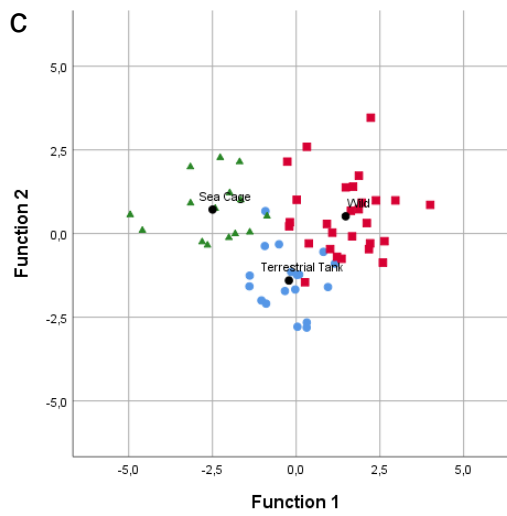 C
5,0
2,5
0,0
-2,5
-5,0
Function 2
Sea Cage
Wild
Terrestrial Tank
-5,0
-2,5
0,0
2,5
5,0
Function 1